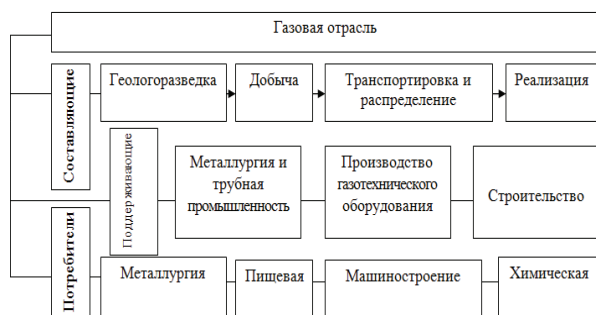 Газовая отрасль
Составляющие
Геологоразведка
Добыча
Транспортировка и
распределение
Реализация
Поддерживающие
Металлургия и
трубная
промышленность
Производство
газотехнического
оборудования
Строительство
Потребители
Металлургия
Пищевая
Машиностроение
Химическая